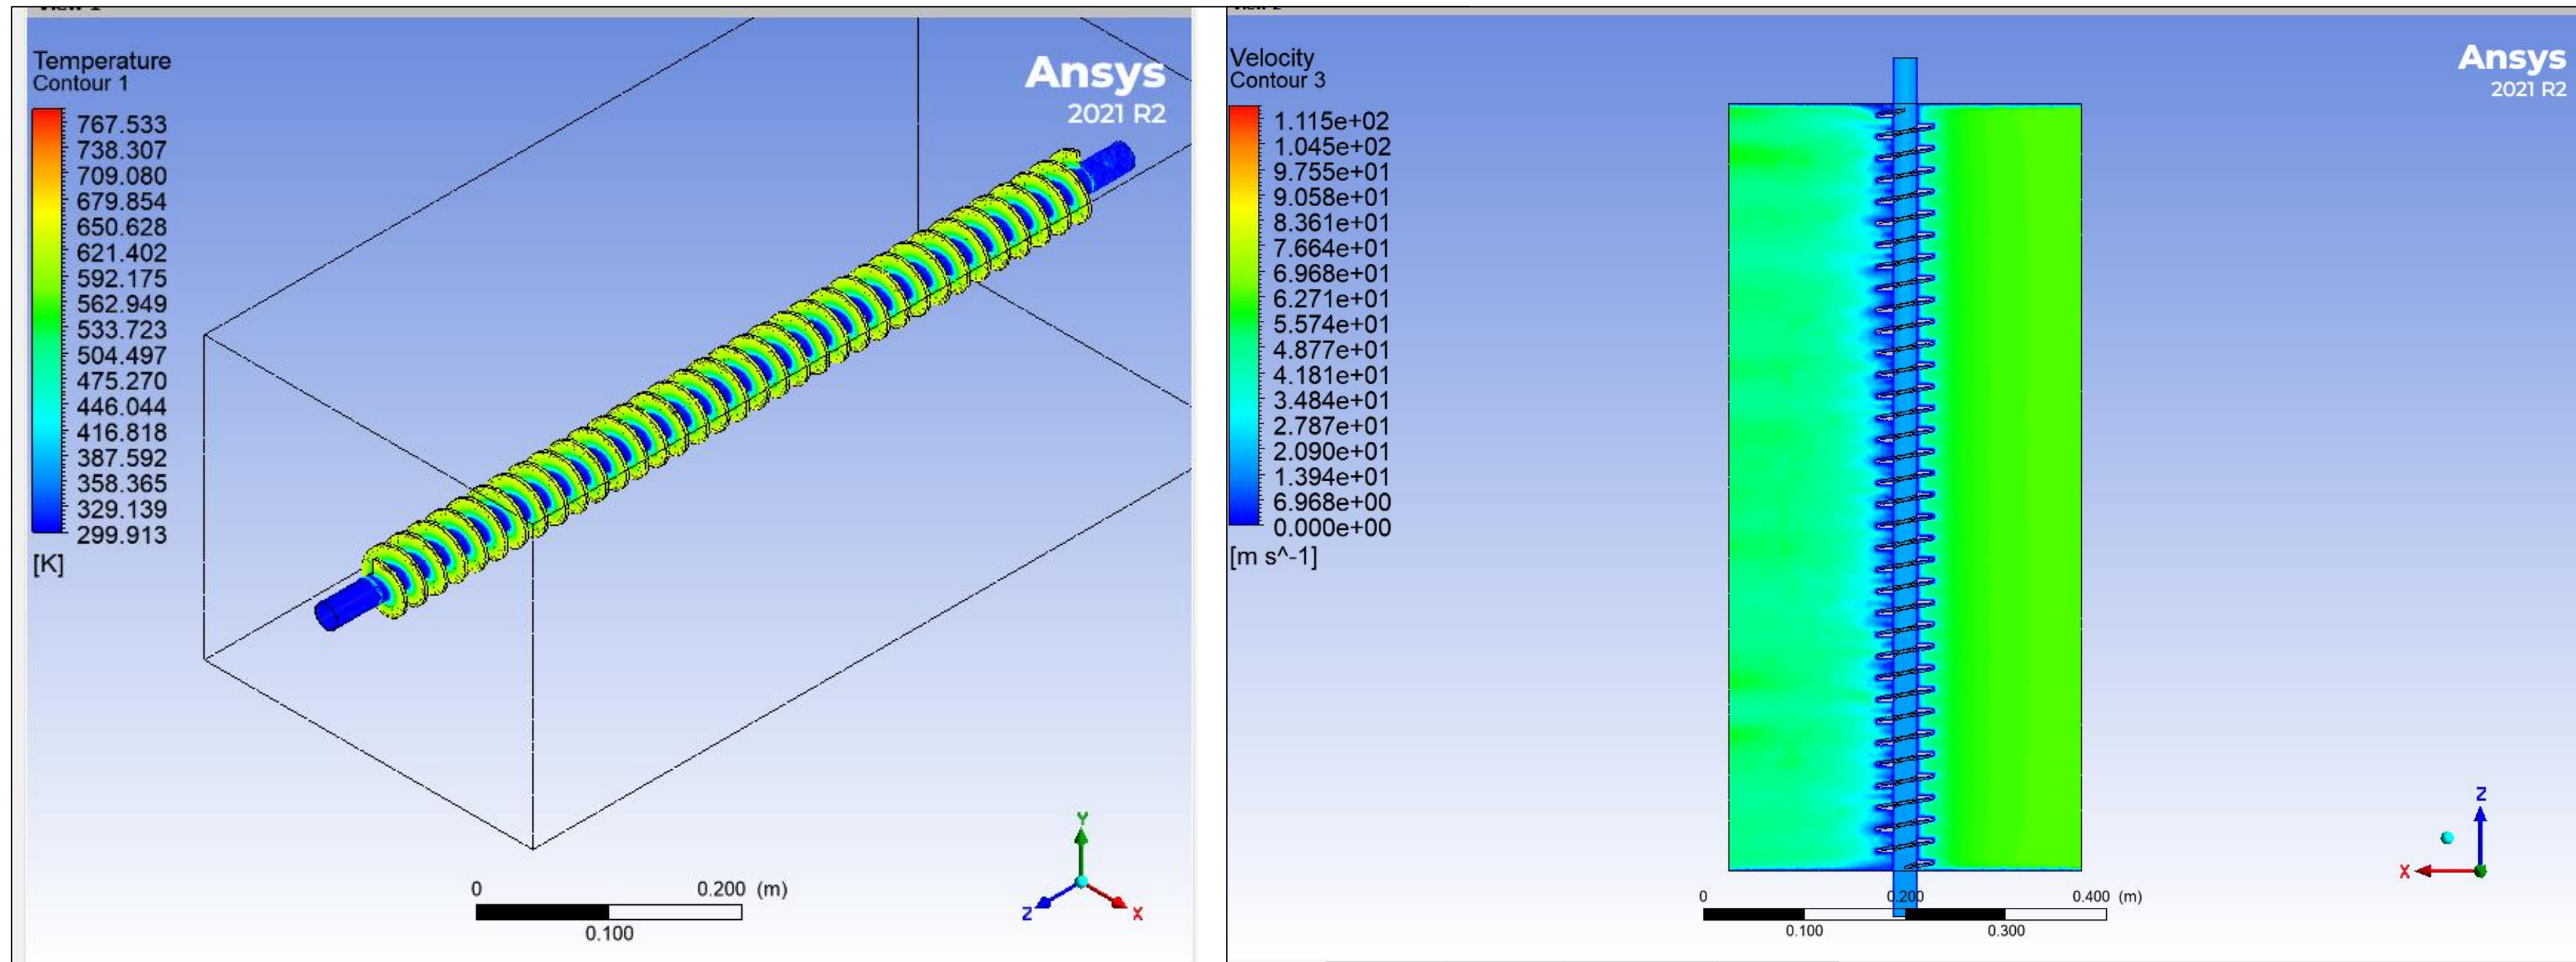 Temperature
Contour 1
767.533
738.307
709.080
679.854
650.628
621.402
592.175
562.949
533.723
504.497
475.270
446.044
416.818
387.592
358.365
329.139
299.913
[K]
Ansys
2021 R2
0
0.200 (m)
0.100
Y
Z
X
Velocity
Contour 3
1.115e+02
1.045e+02
9.755e+01
9.058e+01
8.361e+01
7.664e+01
6.968e+01
6.271e+01
5.574e+01
4.877e+01
4.181e+01
3.484e+01
2.787e+01
2.090e+01
1.394e+01
6.968e+00
0.000e+00
[m s^-1]
Ansys
2021 R2
0
0.200
0.400 (m)
0.100
0.300
Z
X